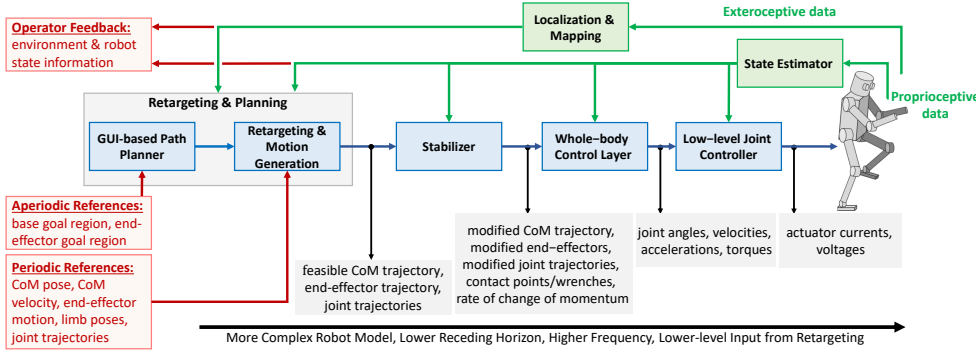 Operator Feedback:
environment & robot
state information
Localization &
Mapping
Exteroceptive data
State Estimator
Proprioceptive
data
Retargeting & Planning
GUI-based Path
Planner
Retargeting &
Motion
Generation
Stabilizer
Whole-body
Control Layer
Low-level Joint
Controller
Aperiodic References:
base goal region, end-
effector goal region
Periodic References:
CoM pose, CoM
velocity, end-effector
motion, limb poses,
joint trajectories
feasible CoM trajectory,
end-effector trajectory,
joint trajectories
modified CoM trajectory,
modified end-effectors,
modified joint trajectories,
contact points/wrenches,
rate of change of momentum
joint angles, velocities,
accelerations, torques
actuator currents,
voltages
More Complex Robot Model, Lower Receding Horizon, Higher Frequency, Lower-level Input from Retargeting